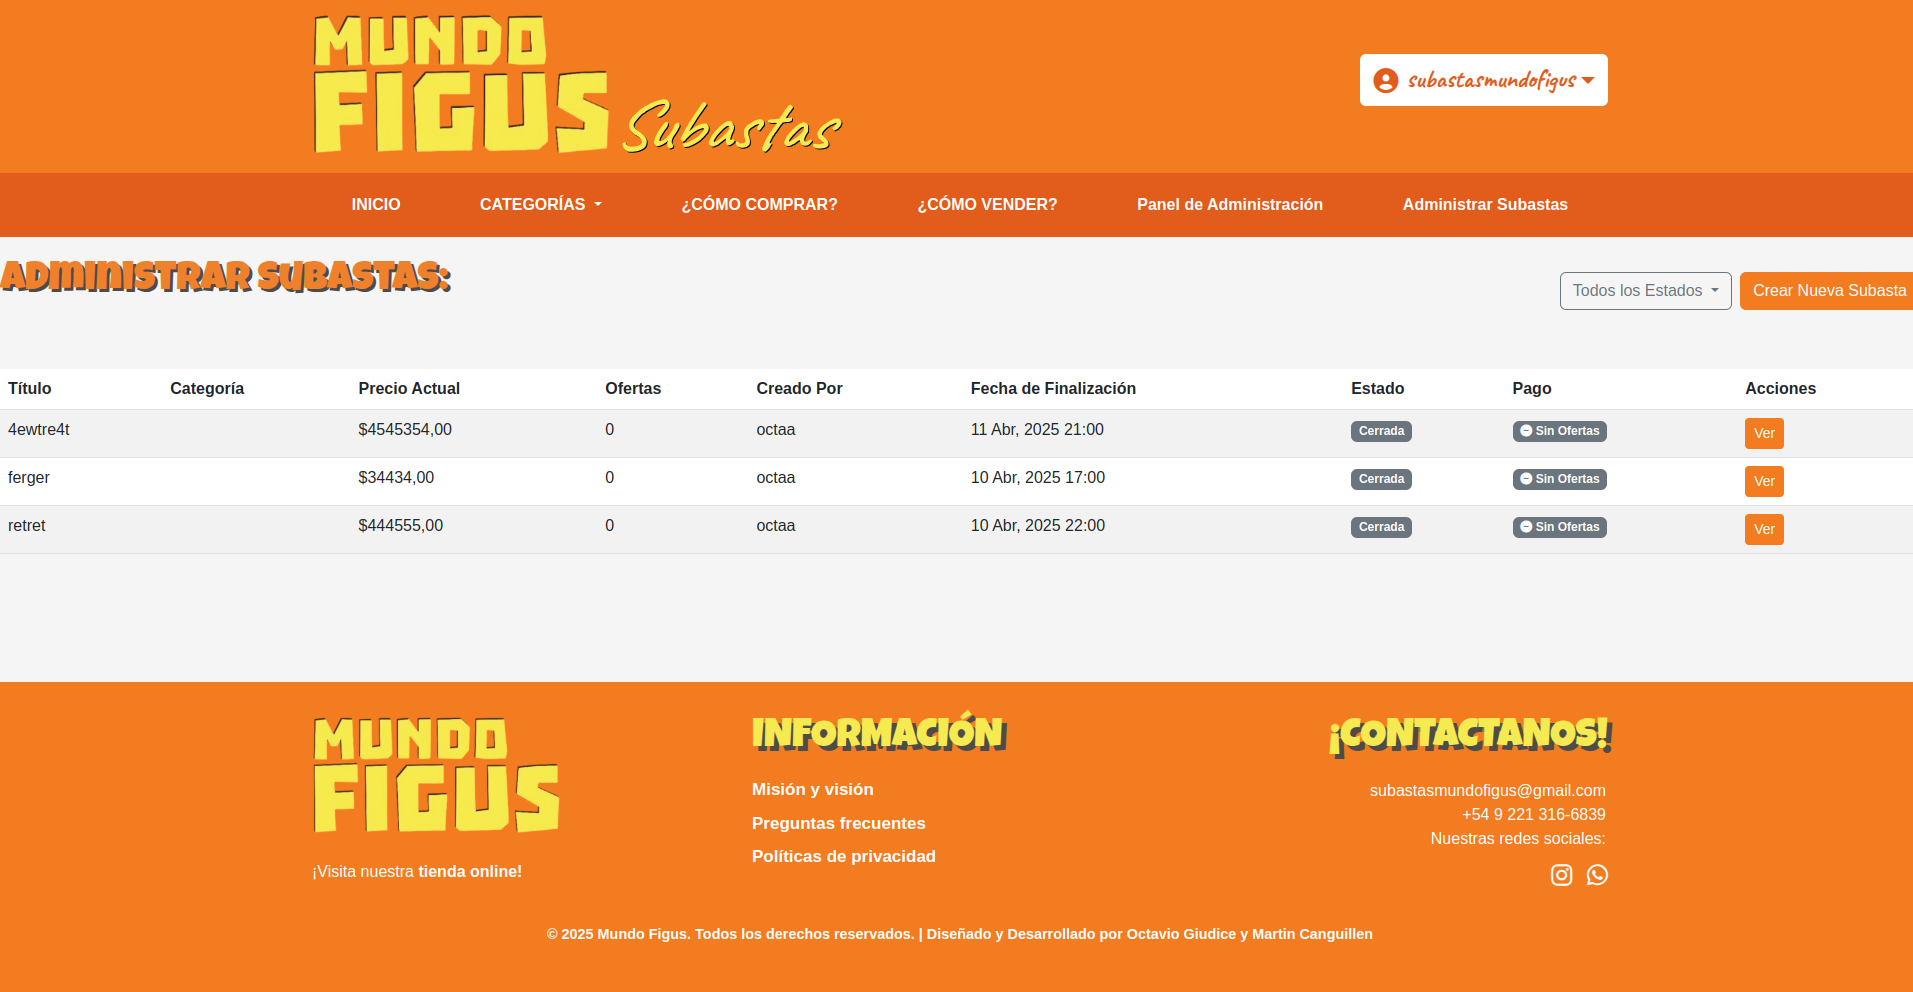 MUNDO
FIGUS Subastas
subastasmundofigus
INICIO CATEGORÍAS ¿CÓMO COMPRAR? ¿CÓMO VENDER? Panel de Administración Administrar Subastas
ADMINISTRAR SUBASTAS:
Todos los Estados Crear Nueva Subasta
Título Categoría Precio Actual Ofertas Creado Por Fecha de Finalización Estado Pago Acciones
4ewtre4t $4545354,00 0 octaa 11 Abr, 2025 21:00 Cerrada Sin Ofertas Ver
ferger $34434,00 0 octaa 10 Abr, 2025 17:00 Cerrada Sin Ofertas Ver
retret $444555,00 0 octaa 10 Abr, 2025 22:00 Cerrada Sin Ofertas Ver
MUNDO
FIGUS
¡Visita nuestra tienda online!
INFORMACIÓN
Misión y visión
Preguntas frecuentes
Políticas de privacidad
¡CONTACTANOS!
subastasmundofigus@gmail.com
+54 9 221 316-6839
Nuestras redes sociales:
© 2025 Mundo Figus. Todos los derechos reservados. | Diseñado y Desarrollado por Octavio Giudice y Martin Canguillen